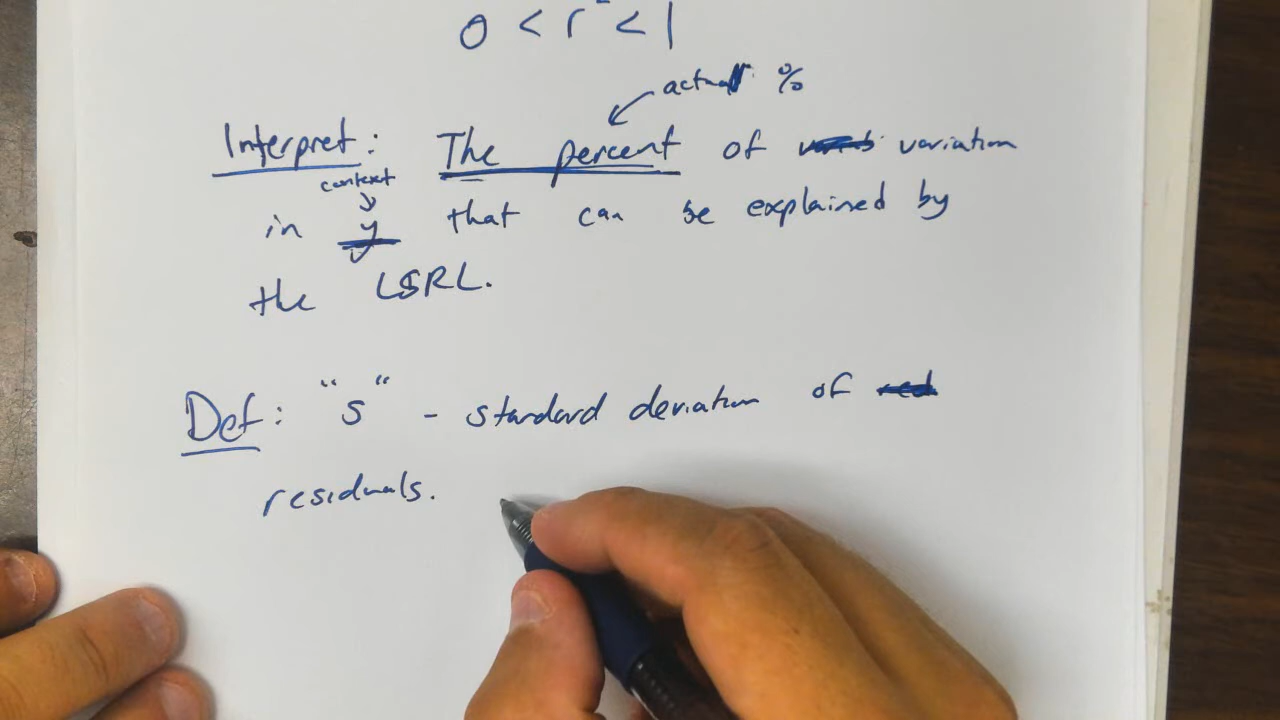 0 < r² < 1
actual %
Interpret: The percent of variation
context
in y that can be explained by
the LSRL.
Def: "s" - standard deviation of
residuals.